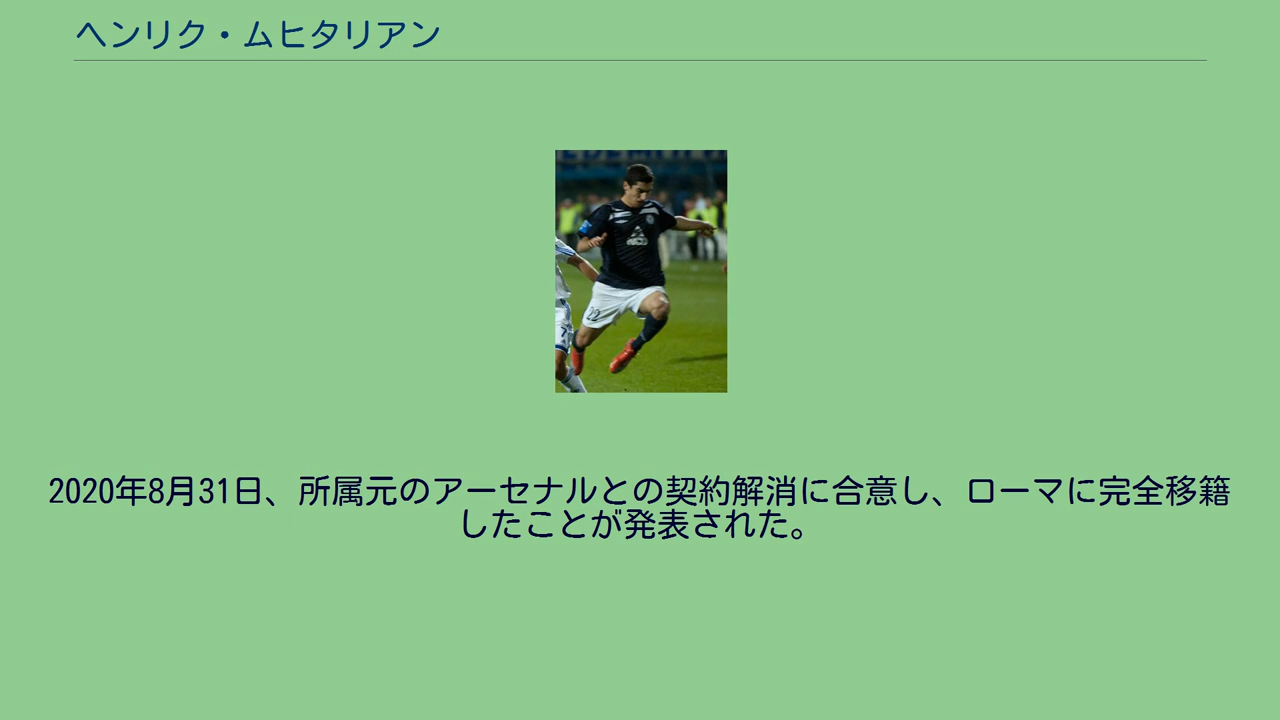 ヘンリク・ムヒタリアン
22
7
2020年8月31日、所属元のアーセナルとの契約解消に合意し、ローマに完全移籍
したことが発表された。